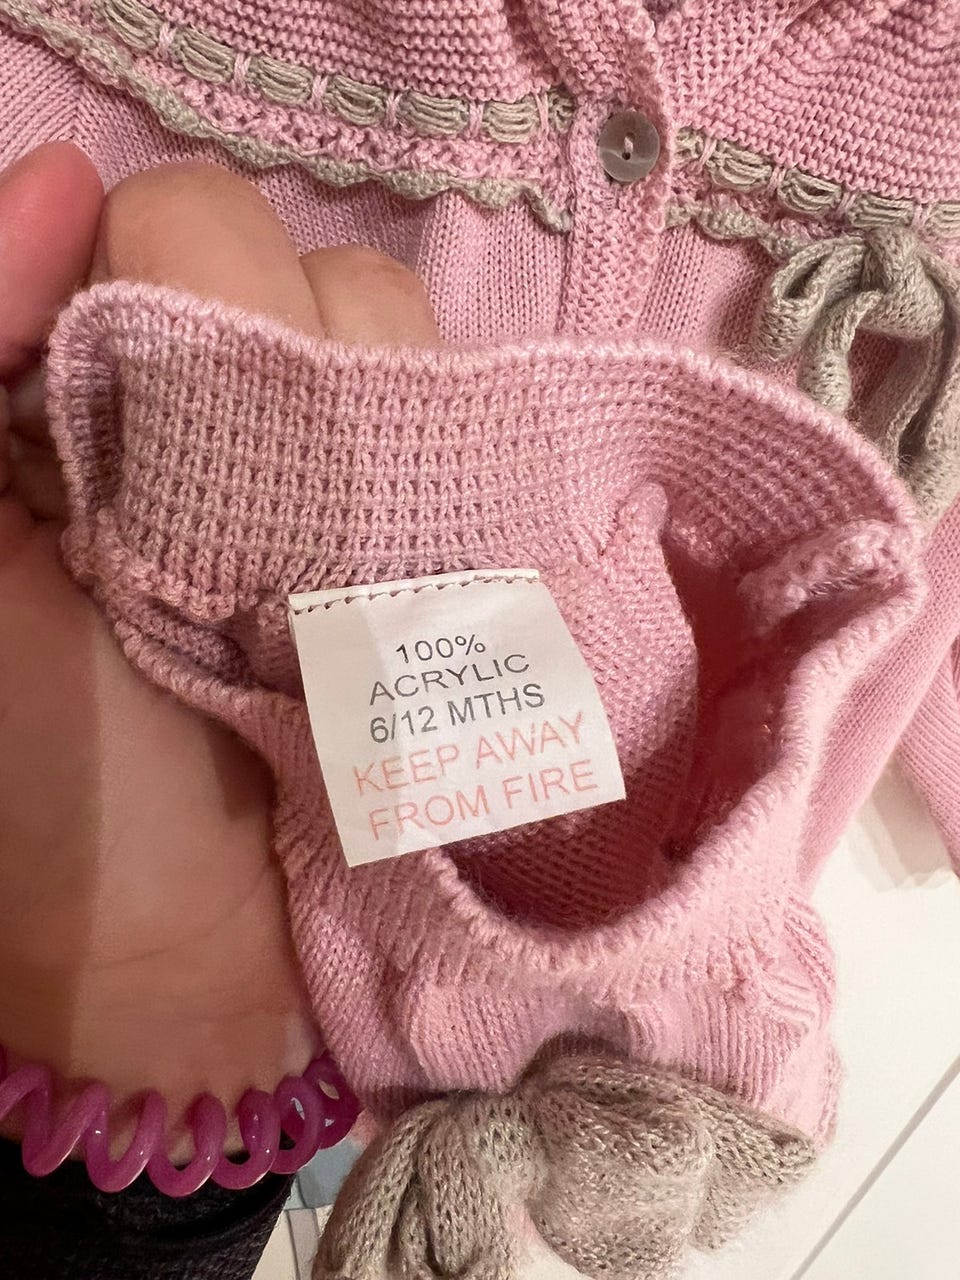 100%
ACRYLIC
6/12 MTHS
KEEP AWAY
FROM FIRE